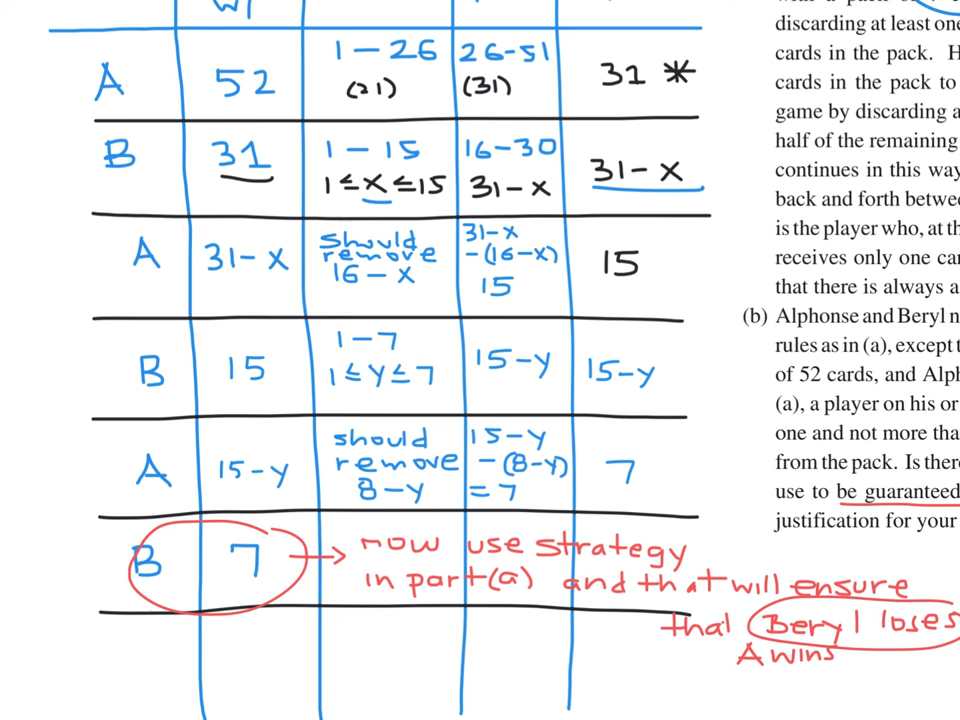 A 52 1 – 26 26-51 31 *
(21) (31)
B 31 1 – 15 16-30 31-x
1 ≤ x ≤ 15 31-x
A 31-x should remove 16-x 31-x -(16-x) 15 15
B 15 1 – 7 15-y 15-y
1 ≤ y ≤ 7
A 15-y should remove 8-y 15-y -(8-y) = 7 7
B 7 → now use strategy
in part(a) and that will ensure
that Beryl loses
A wins
discarding at least one
cards in the pack. H
cards in the pack to
game by discarding a
half of the remaining
continues in this way
back and forth betwe
is the player who, at th
receives only one ca
that there is always a
(b) Alphonse and Beryl n
rules as in (a), except t
of 52 cards, and Alph
(a), a player on his or
one and not more tha
from the pack. Is there
use to be guaranteed
justification for your